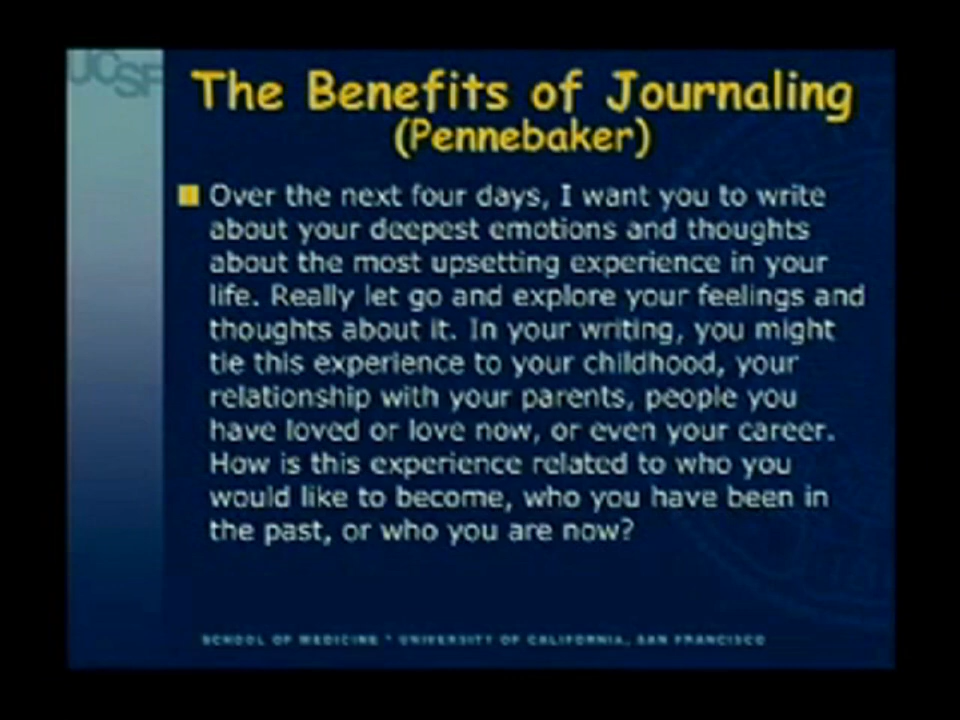 UCSF
The Benefits of Journaling
(Pennebaker)
Over the next four days, I want you to write
about your deepest emotions and thoughts
about the most upsetting experience in your
life. Really let go and explore your feelings and
thoughts about it. In your writing, you might
tie this experience to your childhood, your
relationship with your parents, people you
have loved or love now, or even your career.
How is this experience related to who you
would like to become, who you have been in
the past, or who you are now?
SCHOOL OF MEDICINE * UNIVERSITY OF CALIFORNIA, SAN FRANCISCO